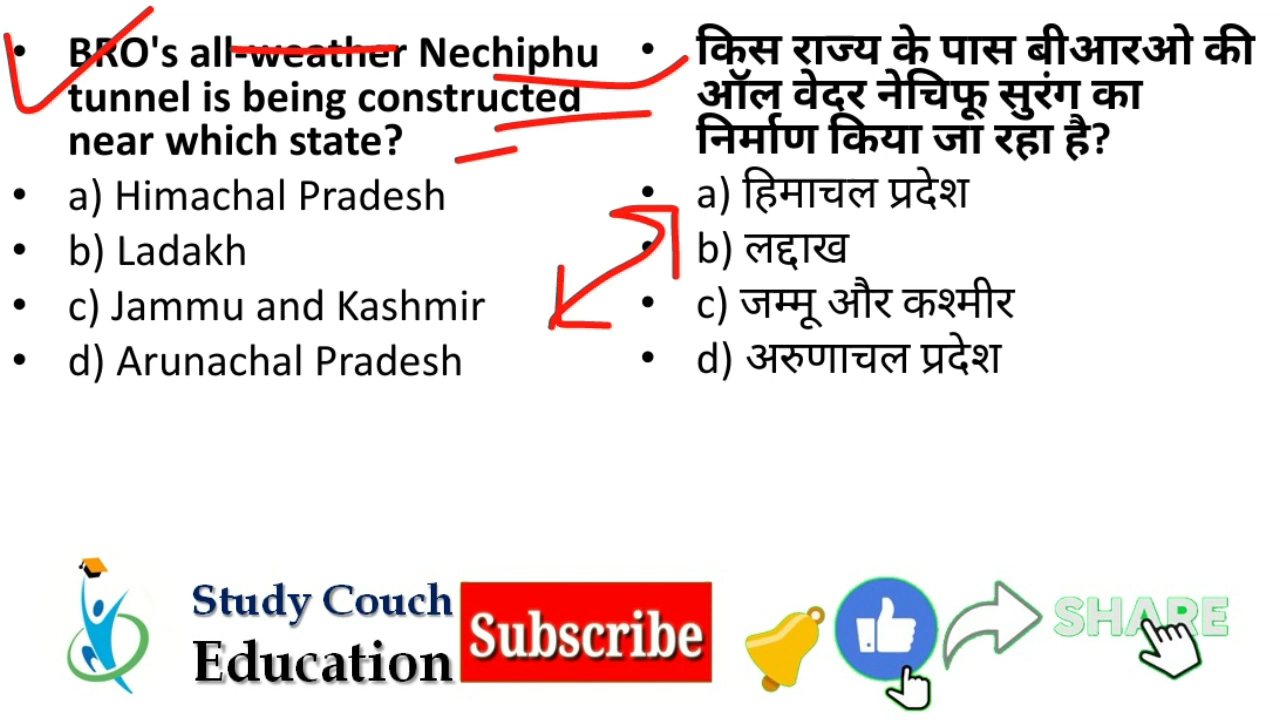 • BRO's all-weather Nechiphu
tunnel is being constructed
near which state?
• a) Himachal Pradesh
• b) Ladakh
• c) Jammu and Kashmir
• d) Arunachal Pradesh
• किस राज्य के पास बीआरओ की
ऑल वेदर नेचिफू सुरंग का
निर्माण किया जा रहा है?
• a) हिमाचल प्रदेश
• b) लद्दाख
• c) जम्मू और कश्मीर
• d) अरुणाचल प्रदेश
Study Couch
Education
Subscribe
SHARE